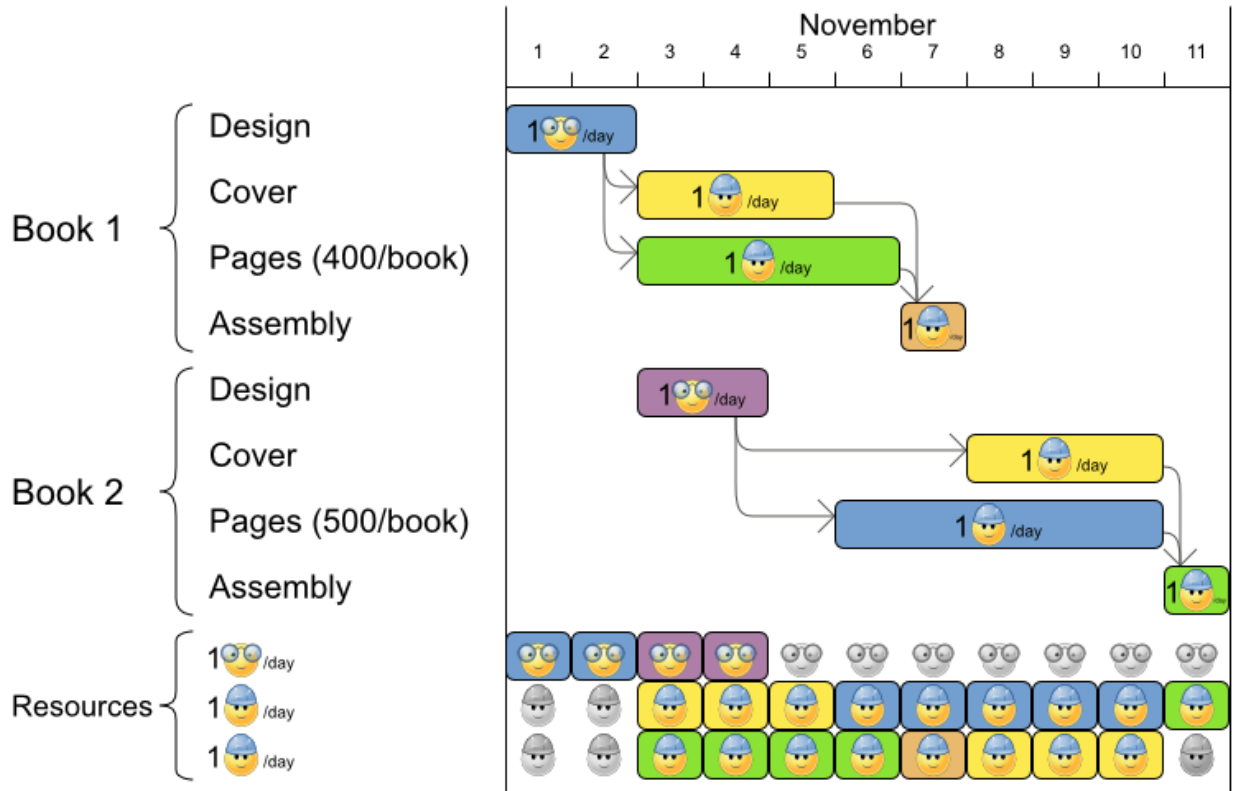 November
1 2 3 4 5 6 7 8 9 10 11
Book 1
Design
1 /day
Cover
1 /day
Pages (400/book)
1 /day
Assembly
1 /day
Book 2
Design
1 /day
Cover
1 /day
Pages (500/book)
1 /day
Assembly
1 /day
Resources
1 /day
1 /day
1 /day